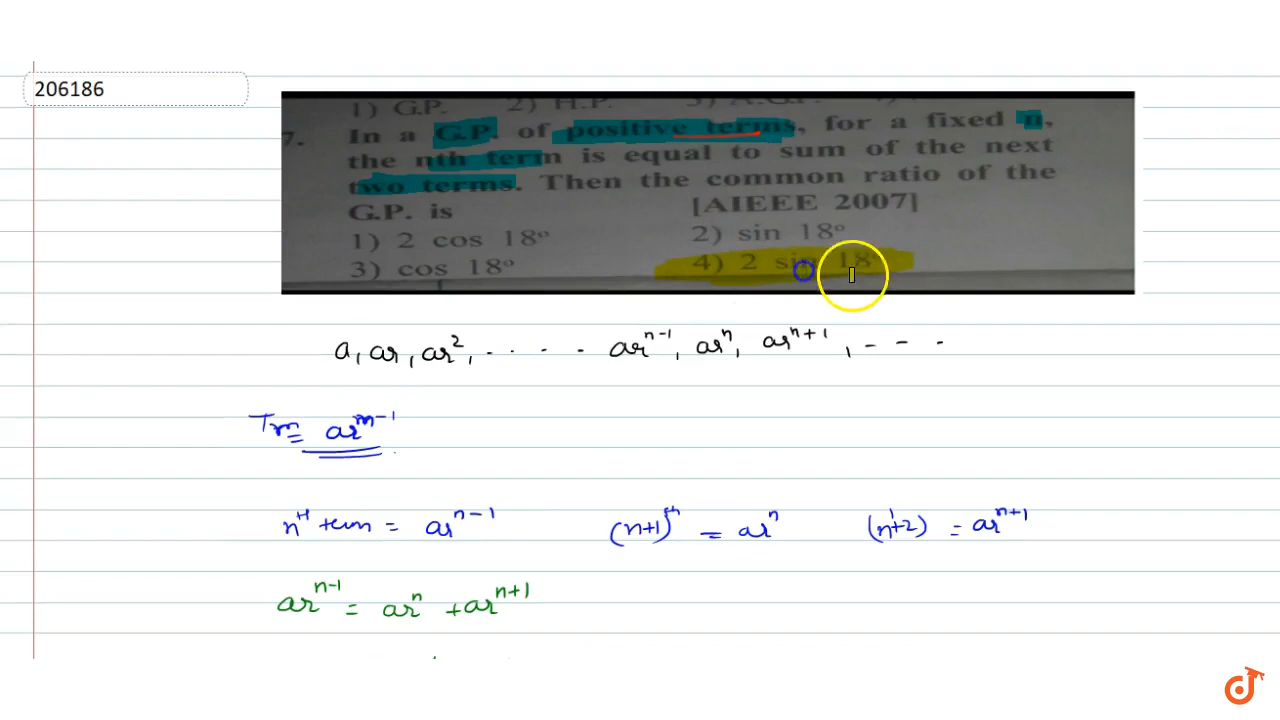 206186
1) G.P. 2) H.P. 3) A.G.P.
7. In a G.P. of positive terms, for a fixed n,
the nth term is equal to sum of the next
two terms. Then the common ratio of the
G.P. is [AIEEE 2007]
1) 2 cos 18° 2) sin 18°
3) cos 18° 4) 2 sin 18°
a, ar, ar², . . . . . ar^{n-1}, ar^n, ar^{n+1}, - - -
T_m = ar^{m-1}
n^{th} term = ar^{n-1} (n+1)^{th} = ar^n (n+2) = ar^{n+1}
ar^{n-1} = ar^n + ar^{n+1}